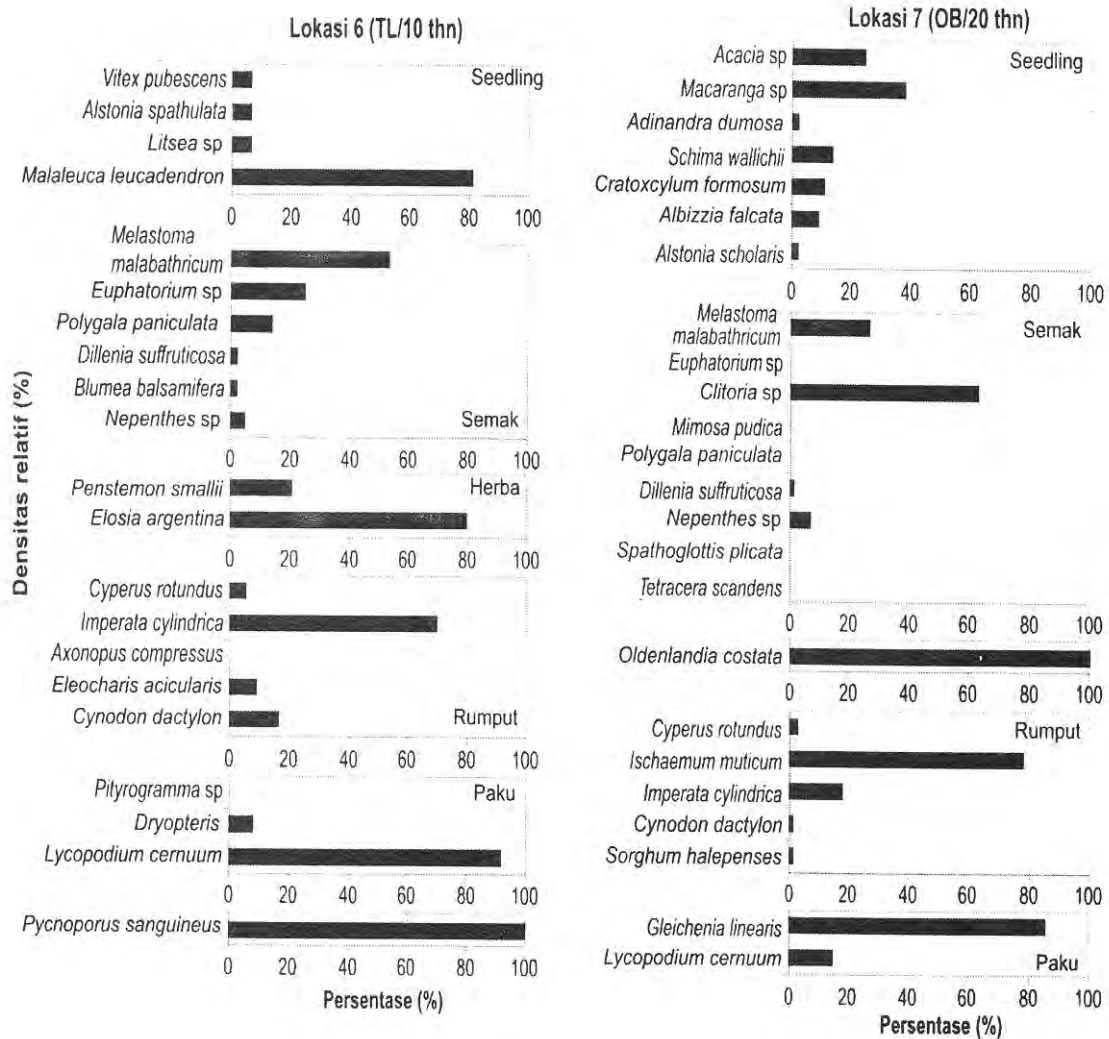 Lokasi 6 (TL/10 thn)
Vitex pubescens
Seedling
Alstonia spathulata
Litsea sp
Malaleuca leucadendron
0 20 40 60 80 100
Melastoma
malabathricum
Euphatorium sp
Polygala paniculata
Dillenia suffruticosa
Blumea balsamifera
Nepenthes sp
Semak
0 20 40 60 80 100
Penstemon smallii
Herba
Elosia argentina
0 20 40 60 80 100
Cyperus rotundus
Imperata cylindrica
Axonopus compressus
Eleocharis acicularis
Cynodon dactylon
Rumput
0 20 40 60 80 100
Pityrogramma sp
Paku
Dryopteris
Lycopodium cernuum
0 20 40 60 80 100
Pycnoporus sanguineus
0 20 40 60 80 100
Persentase (%)
Densitas relatif (%)
Lokasi 7 (OB/20 thn)
Acacia sp
Seedling
Macaranga sp
Adinandra dumosa
Schima wallichii
Cratoxcylum formosum
Albizzia falcata
Alstonia scholaris
0 20 40 60 80 100
Melastoma
malabathricum
Semak
Euphatorium sp
Clitoria sp
Mimosa pudica
Polygala paniculata
Dillenia suffruticosa
Nepenthes sp
Spathoglottis plicata
Tetracera scandens
0 20 40 60 80 100
Oldenlandia costata
0 20 40 60 80 100
Cyperus rotundus
Rumput
Ischaemum muticum
Imperata cylindrica
Cynodon dactylon
Sorghum halepenses
0 20 40 60 80 100
Gleichenia linearis
Lycopodium cernuum
Paku
0 20 40 60 80 100
Persentase (%)